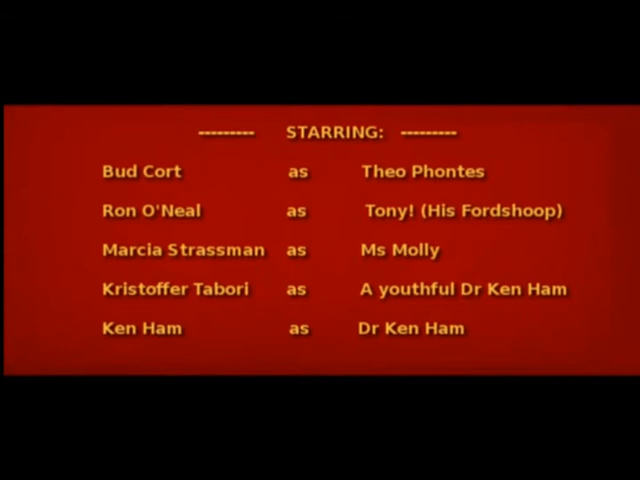 --------- STARRING: ---------
Bud Cort as Theo Phontes
Ron O'Neal as Tony! (His Fordshoop)
Marcia Strassman as Ms Molly
Kristoffer Tabori as A youthful Dr Ken Ham
Ken Ham as Dr Ken Ham